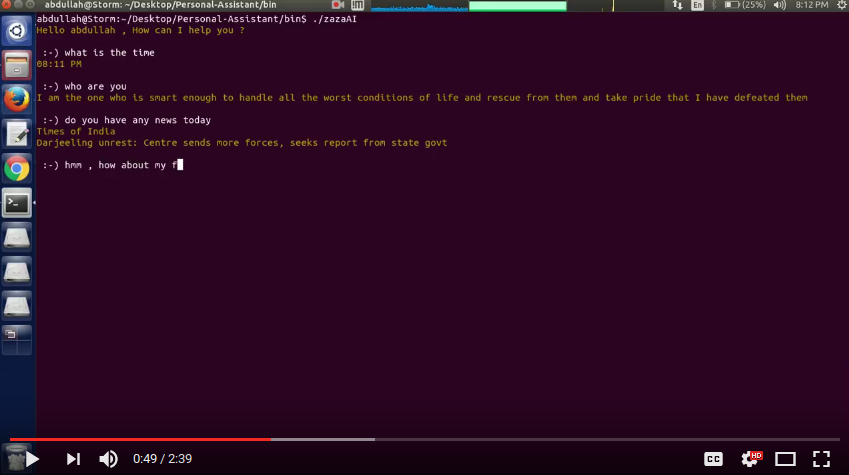 abdullah@Storm: ~/Desktop/Personal-Assistant/bin
En
(25%)
8:12 PM
abdullah@Storm:~/Desktop/Personal-Assistant/bin$ ./zazaAI
Hello abdullah , How can I help you ?
:-) what is the time
08:11 PM
:-) who are you
I am the one who is smart enough to handle all the worst conditions of life and rescue from them and take pride that I have defeated them
:-) do you have any news today
Times of India
Darjeeling unrest: Centre sends more forces, seeks report from state govt
:-) hmm , how about my f
0:49 / 2:39
CC
HD